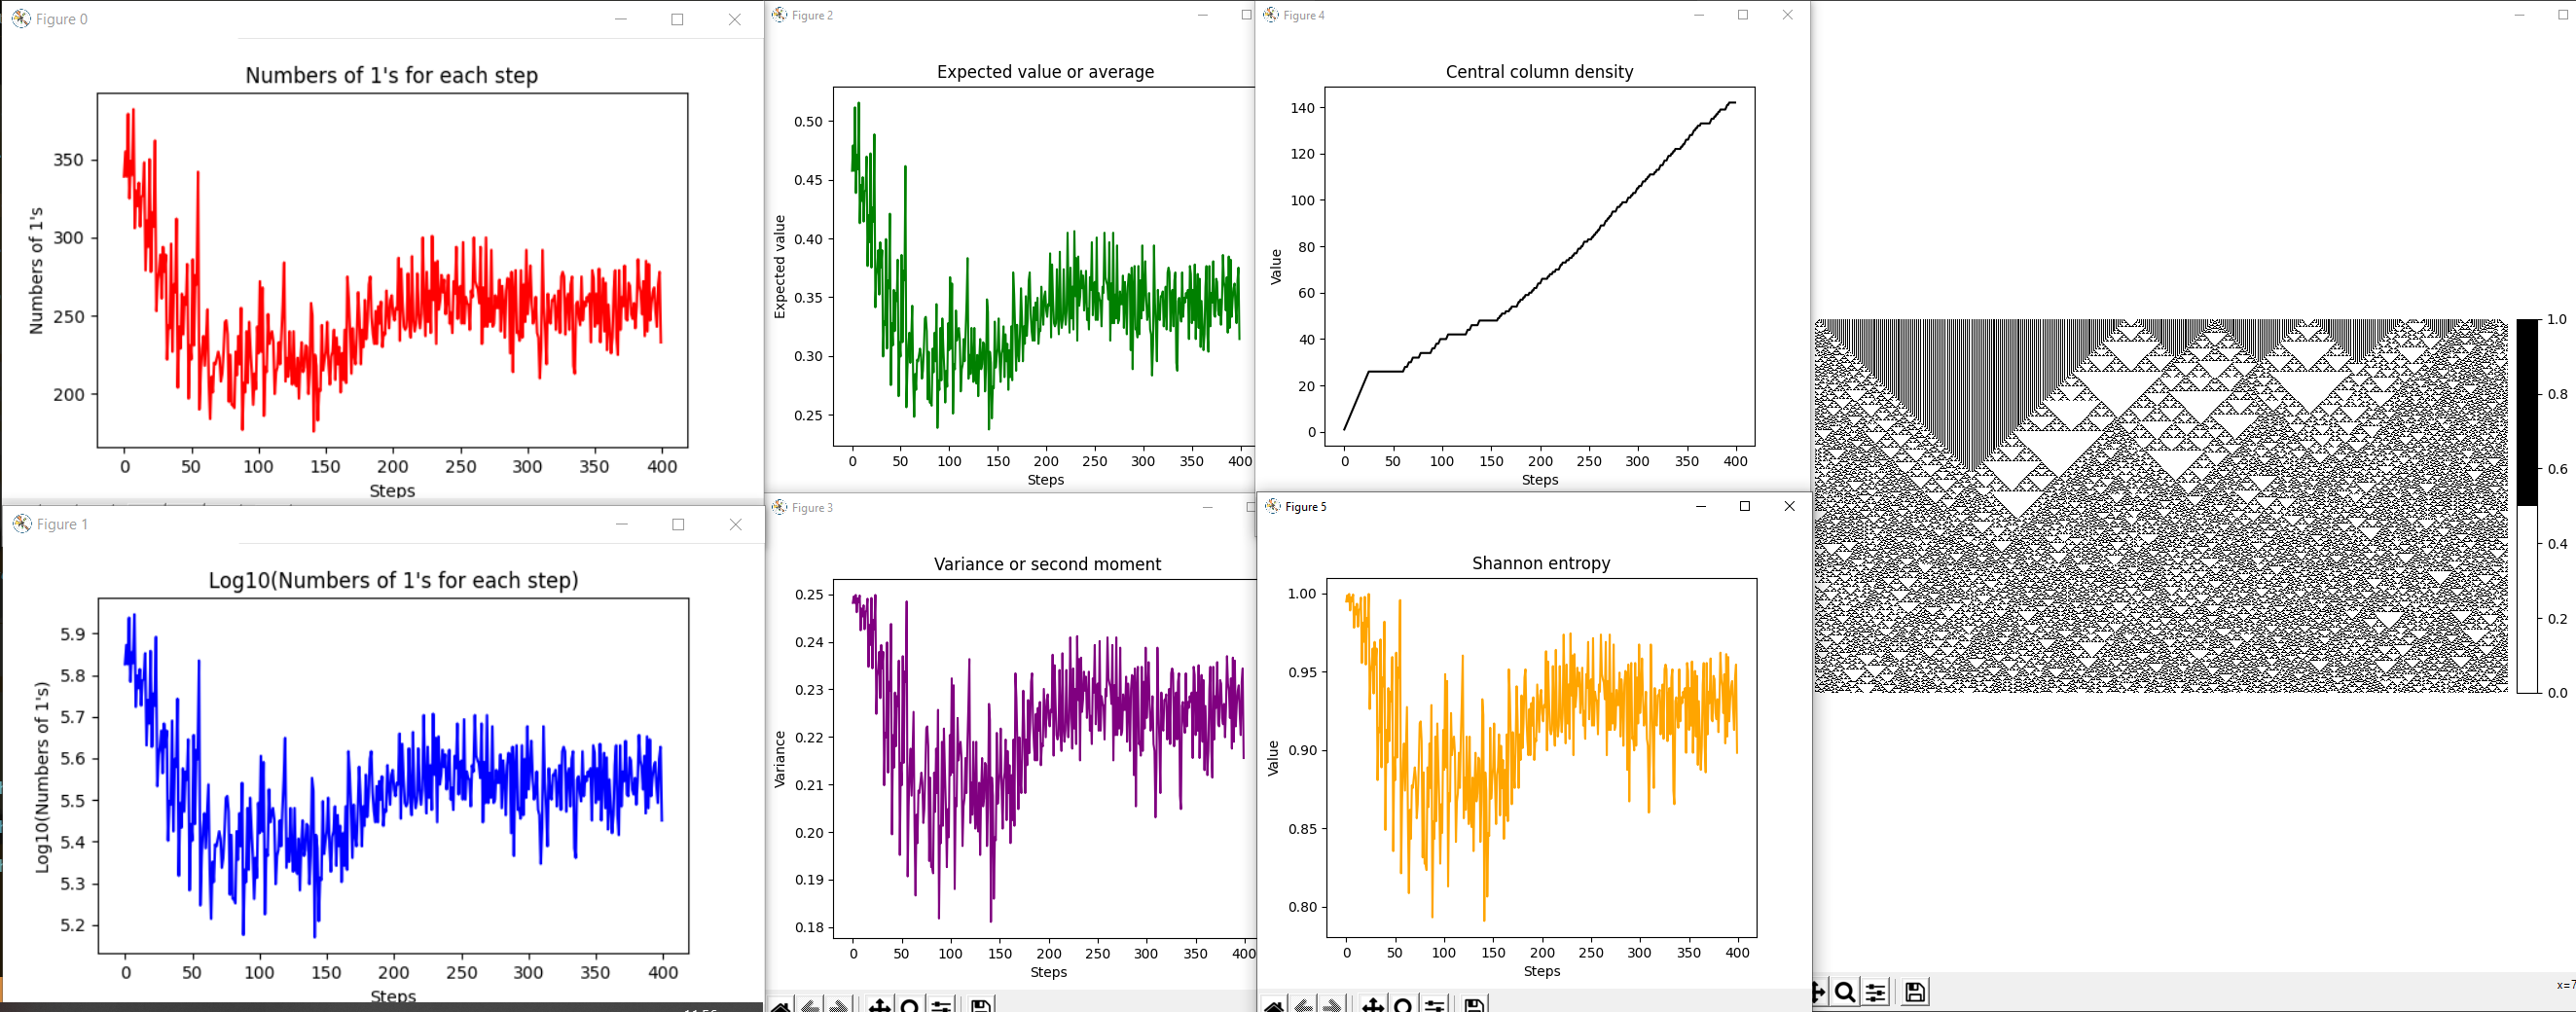 Figure 0
Numbers of 1's for each step
Numbers of 1's
350
300
250
200
0 50 100 150 200 250 300 350 400
Steps
Figure 1
Log10(Numbers of 1's for each step)
Log10(Numbers of 1's)
5.9
5.8
5.7
5.6
5.5
5.4
5.3
5.2
0 50 100 150 200 250 300 350 400
Steps
Figure 2
Expected value or average
Expected value
0.50
0.45
0.40
0.35
0.30
0.25
0 50 100 150 200 250 300 350 400
Steps
Figure 3
Variance or second moment
Variance
0.25
0.24
0.23
0.22
0.21
0.20
0.19
0.18
0 50 100 150 200 250 300 350 400
Steps
Figure 4
Central column density
Value
140
120
100
80
60
40
20
0
0 50 100 150 200 250 300 350 400
Steps
Figure 5
Shannon entropy
Value
1.00
0.95
0.90
0.85
0.80
0 50 100 150 200 250 300 350 400
Steps
1.0
0.8
0.6
0.4
0.2
0.0
x=7